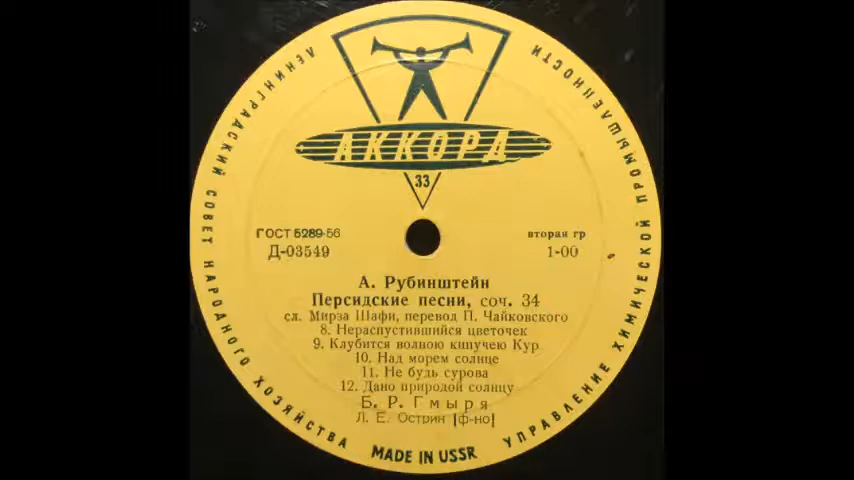 ЛЕНИНГРАДСКИЙ СОВЕТ НАРОДНОГО ХОЗЯЙСТВА
УПРАВЛЕНИЕ ХИМИЧЕСКОЙ ПРОМЫШЛЕННОСТИ
АККОРД
33
ГОСТ 5289-56
вторая гр
Д-03549
1-00
А. Рубинштейн
Персидские песни, соч. 34
сл. Мирза Шафи, перевод П. Чайковского
8. Нераспустившийся цветочек
9. Клубится волною кипучею Кур
10. Над морем солнце
11. Не будь сурова
12. Дано природой солнцу
Б. Р. Гмыря
Л. Е. Острин [ф-но]
MADE IN USSR